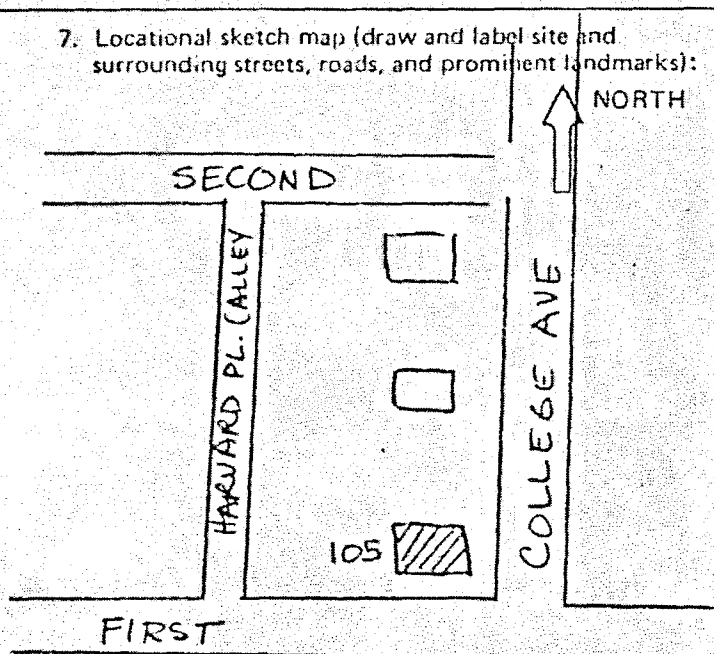 7. Locational sketch map (draw and label site and
surrounding streets, roads, and prominent landmarks):
NORTH
SECOND
HARVARD PL. (ALLEY
COLLEGE AVE
105
FIRST